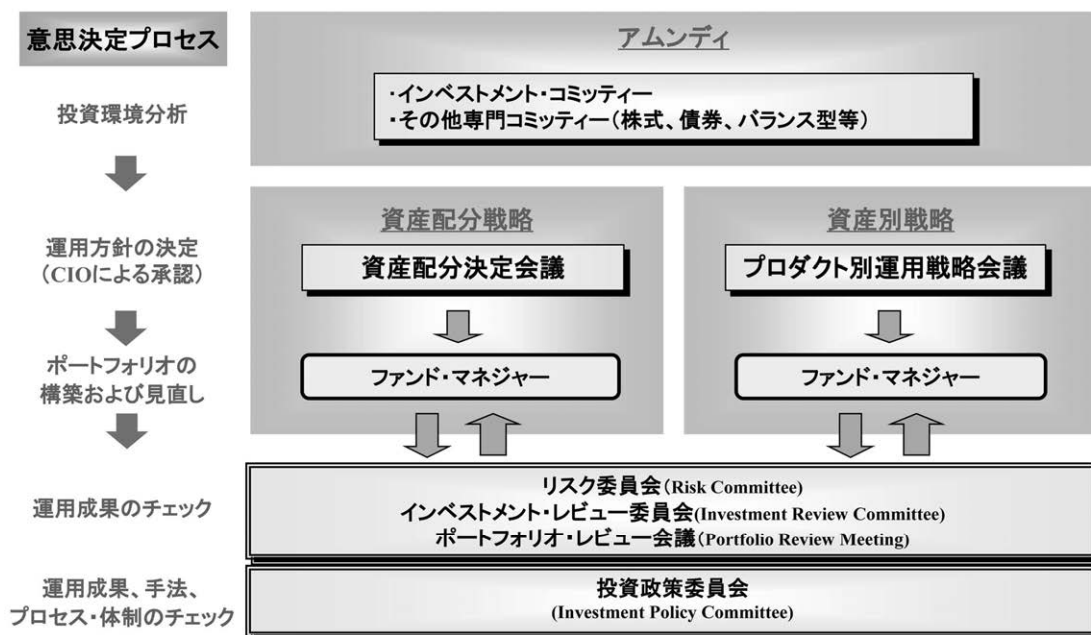 意思決定プロセス
アムンディ
投資環境分析
・インベストメント・コミッティー
・その他専門コミッティー（株式、債券、バランス型等）
運用方針の決定
（CIOによる承認）
資産配分戦略
資産配分決定会議
資産別戦略
プロダクト別運用戦略会議
ポートフォリオの
構築および見直し
ファンド・マネジャー
ファンド・マネジャー
運用成果のチェック
リスク委員会（Risk Committee）
インベストメント・レビュー委員会(Investment Review Committee)
ポートフォリオ・レビュー会議（Portfolio Review Meeting)
運用成果、手法、
プロセス・体制のチェック
投資政策委員会
(Investment Policy Committee)